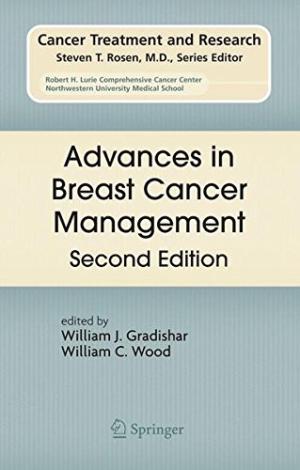 Cancer Treatment and Research
Steven T. Rosen, M.D., Series Editor
Robert H. Lurie Comprehensive Cancer Center
Northwestern University Medical School
Advances in
Breast Cancer
Management
Second Edition
edited by
William J. Gradishar
William C. Wood
Springer